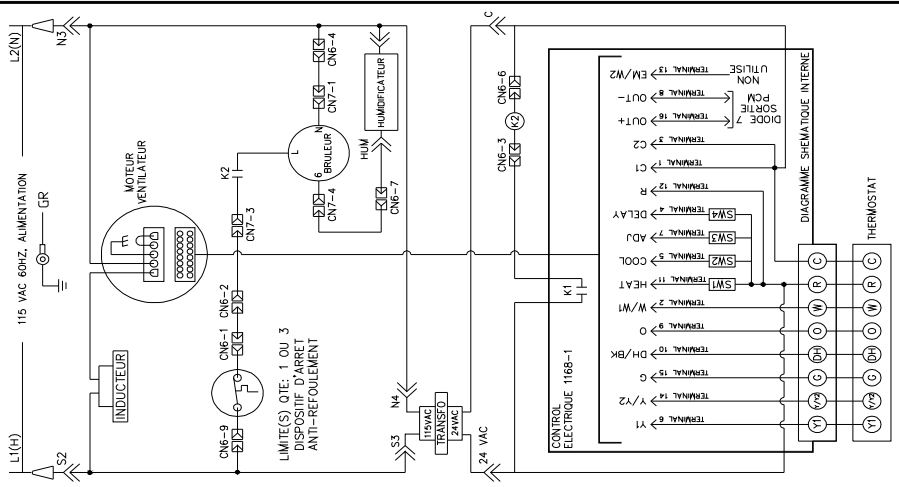 L2(N)
115 VAC 60HZ, ALIMENTATION
GR
L1(H)
N3
S2
MOTEUR
VENTILATEUR
INDUCTEUR
K2
CN7-3
CN6-2
CN6-1
CN6-9
LIMITE(S) QTE: 1 OU 3
DISPOSITIF D'ARRET
ANTI-REFOULEMENT
CN6-4
CN7-1
N
L
BRULEUR
6
CN7-4
HUMIDIFICATEUR
HUM
CN6-7
N4
S3
115VAC
TRANSFO
24VAC
C
24 VAC
CN6-6
K2
CN6-3
K1
CONTROL
ELECTRIQUE 1168-1
DIAGRAMME SHEMATIQUE INTERNE
NON
UTILISE
DIODE 7
SORTIE
PCM
EM/W2 TERMINAL 13
OUT- TERMINAL 8
OUT+ TERMINAL 16
C2 TERMINAL 3
C1 TERMINAL 1
R TERMINAL 12
DELAY TERMINAL 4 SW4
ADJ TERMINAL 7 SW3
COOL TERMINAL 5 SW2
HEAT TERMINAL 11 SW1
W/W1 TERMINAL 2
O TERMINAL 9
DH/BK TERMINAL 10
G TERMINAL 15
Y/Y2 TERMINAL 14
Y1 TERMINAL 6
C
R
W
O
DH
G
Y/Y2
Y1
THERMOSTAT
C
R
W
O
DH
G
Y/Y2
Y1